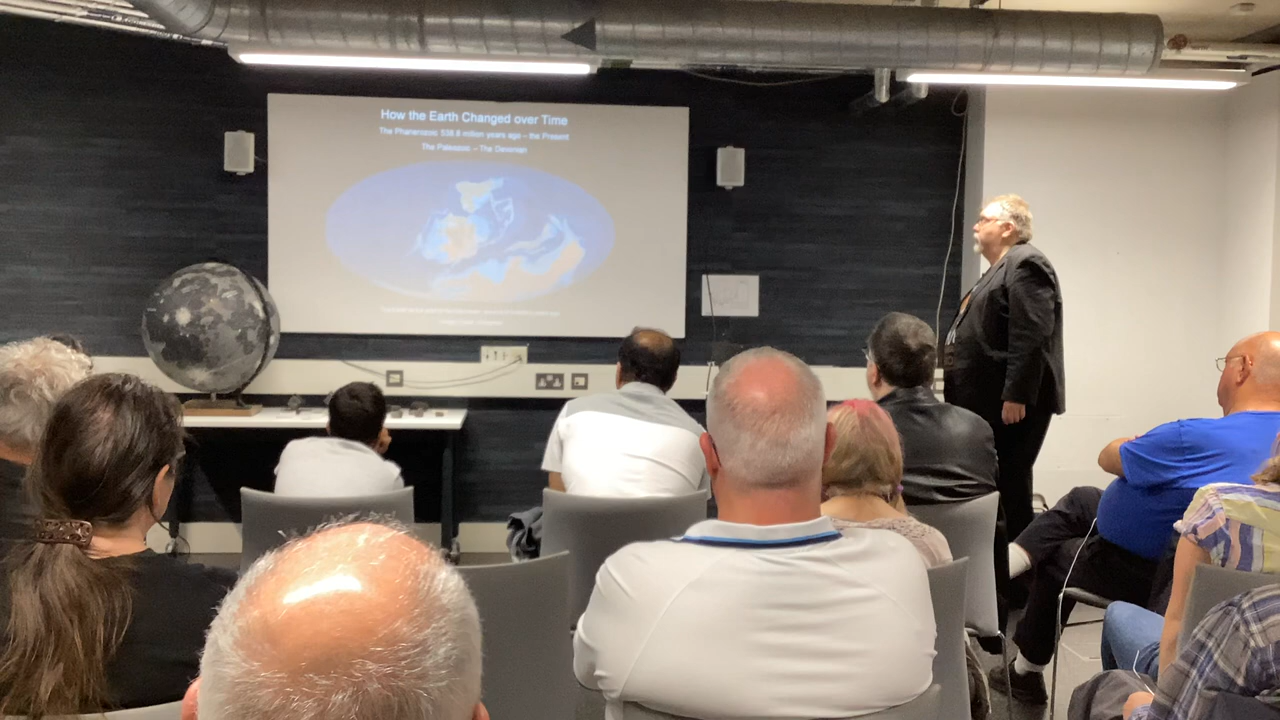 How the Earth Changed over Time
The Phanerozoic 538.8 million years ago – the Present
The Paleozoic – The Devonian